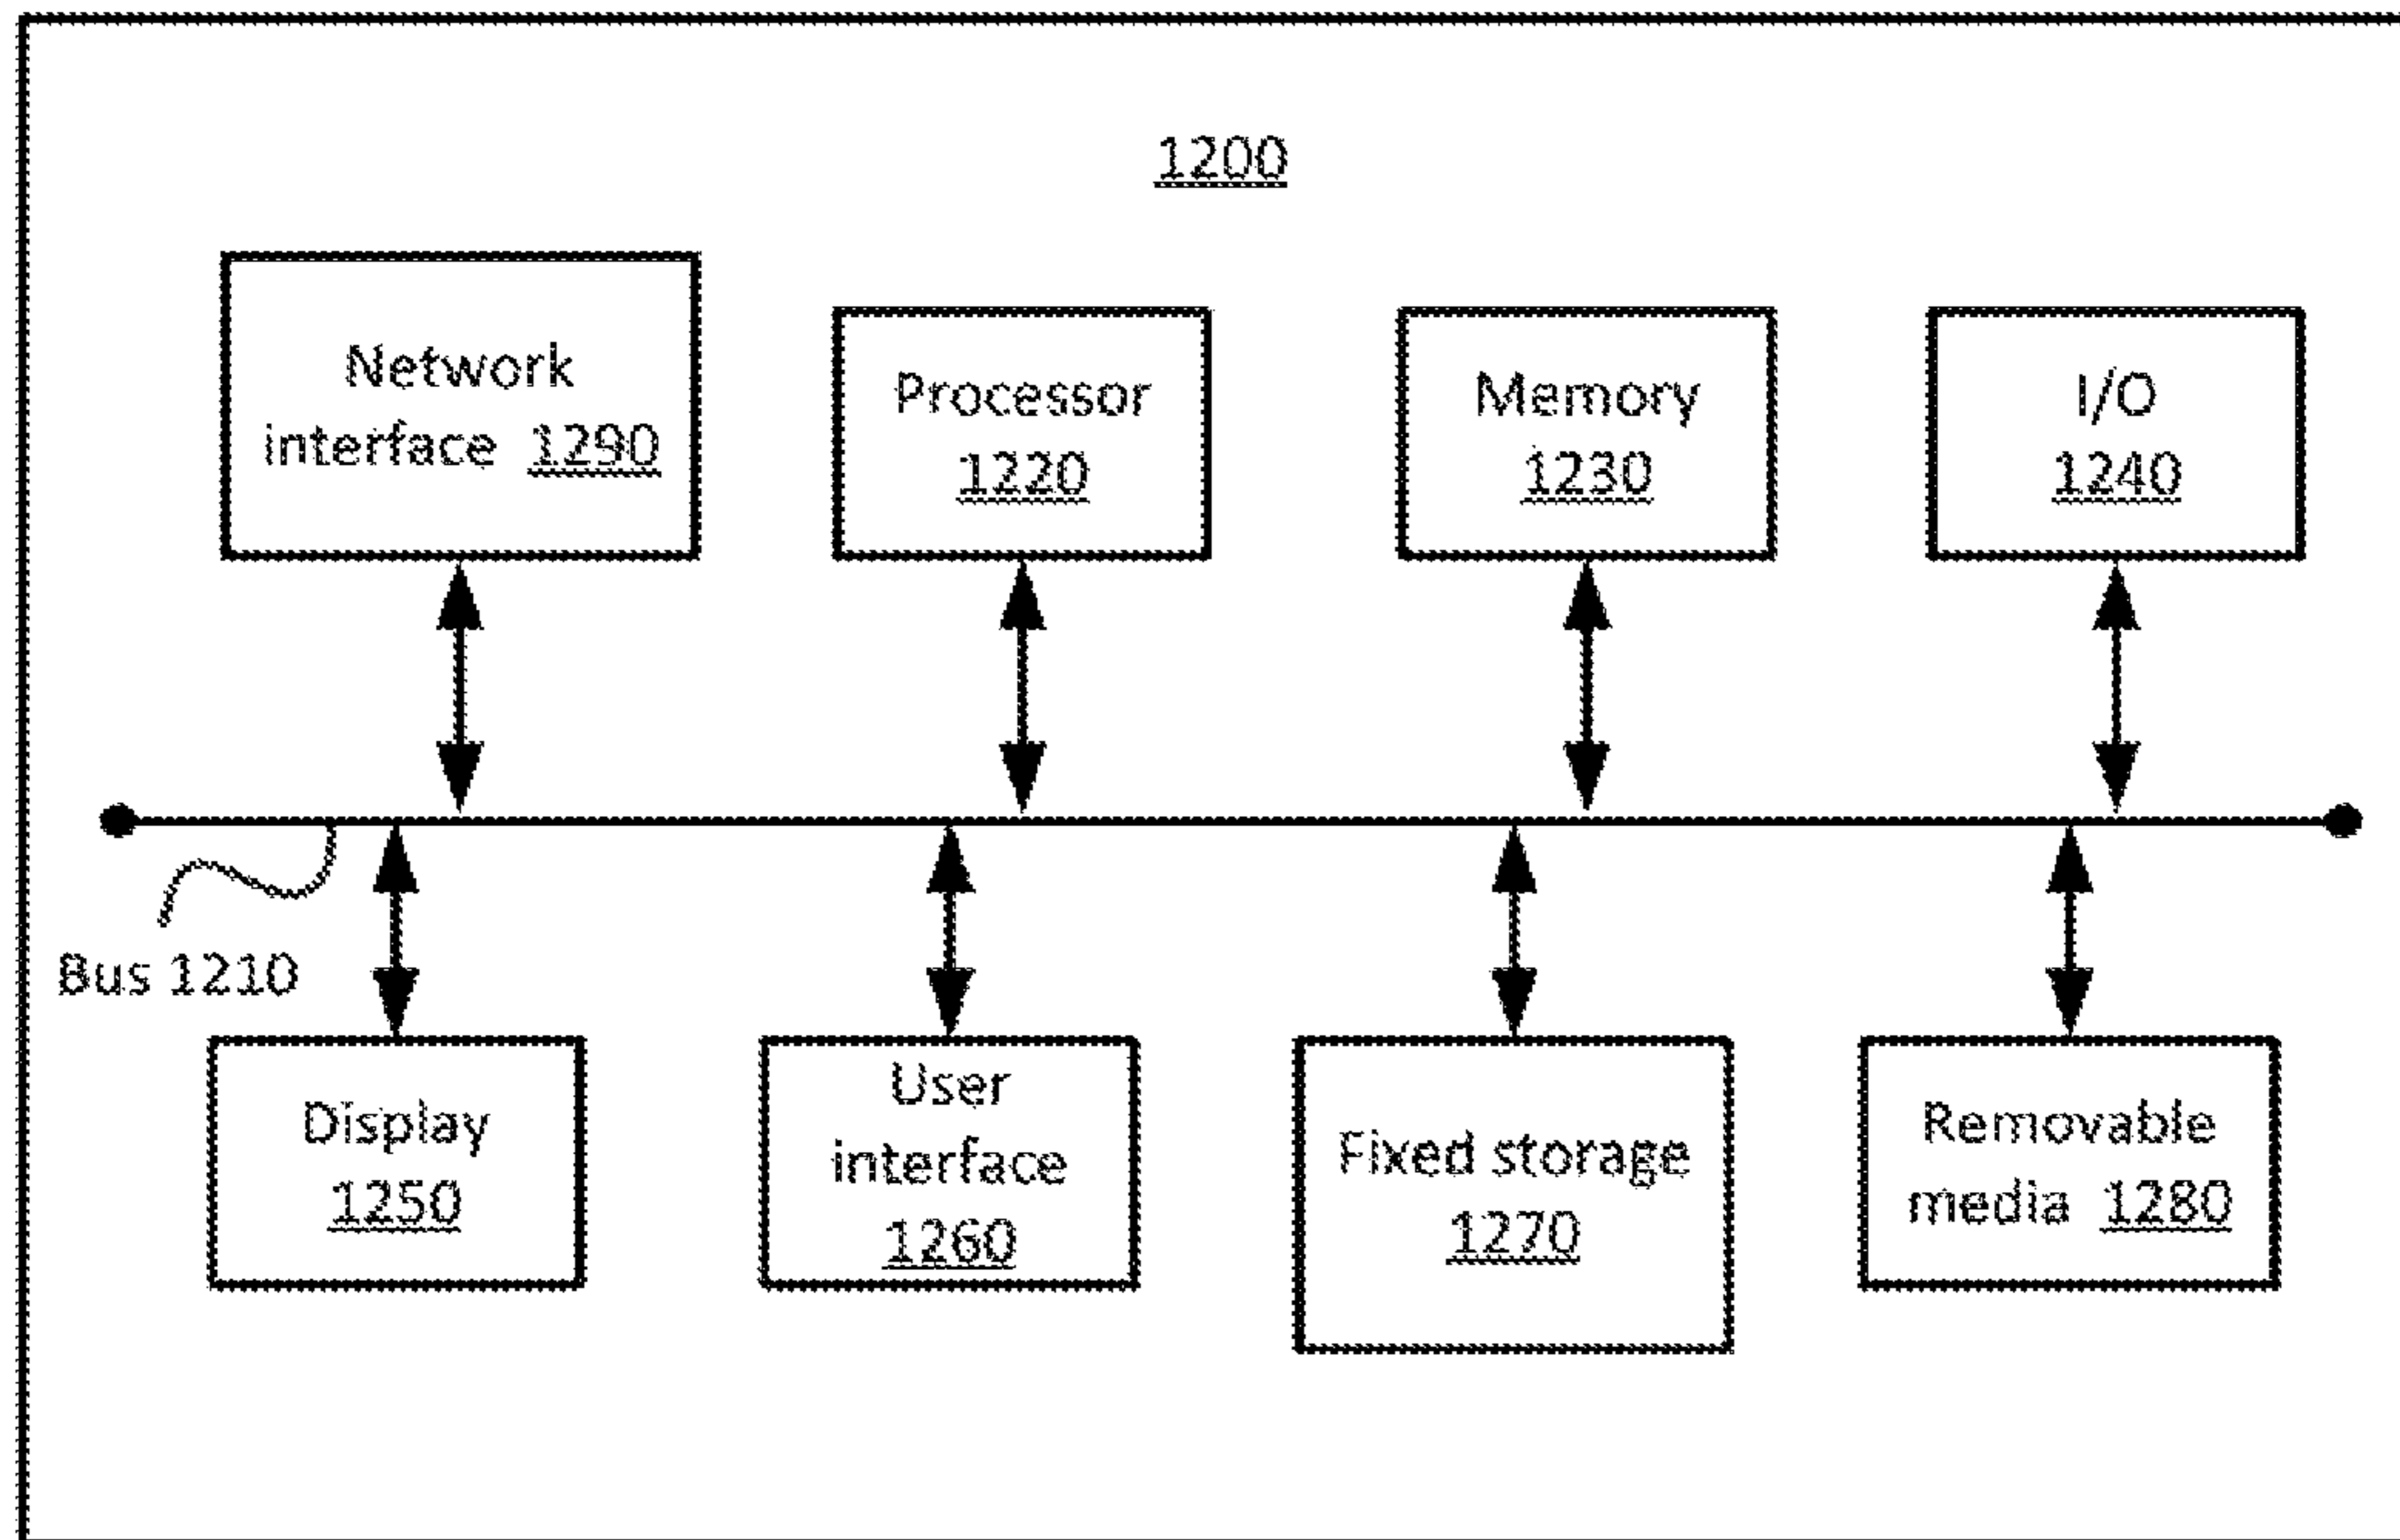 1200
Network
interface 1290
Processor
1220
Memory
1230
I/O
1240
Bus 1210
Display
1250
User
interface
1260
Fixed storage
1270
Removable
media 1280